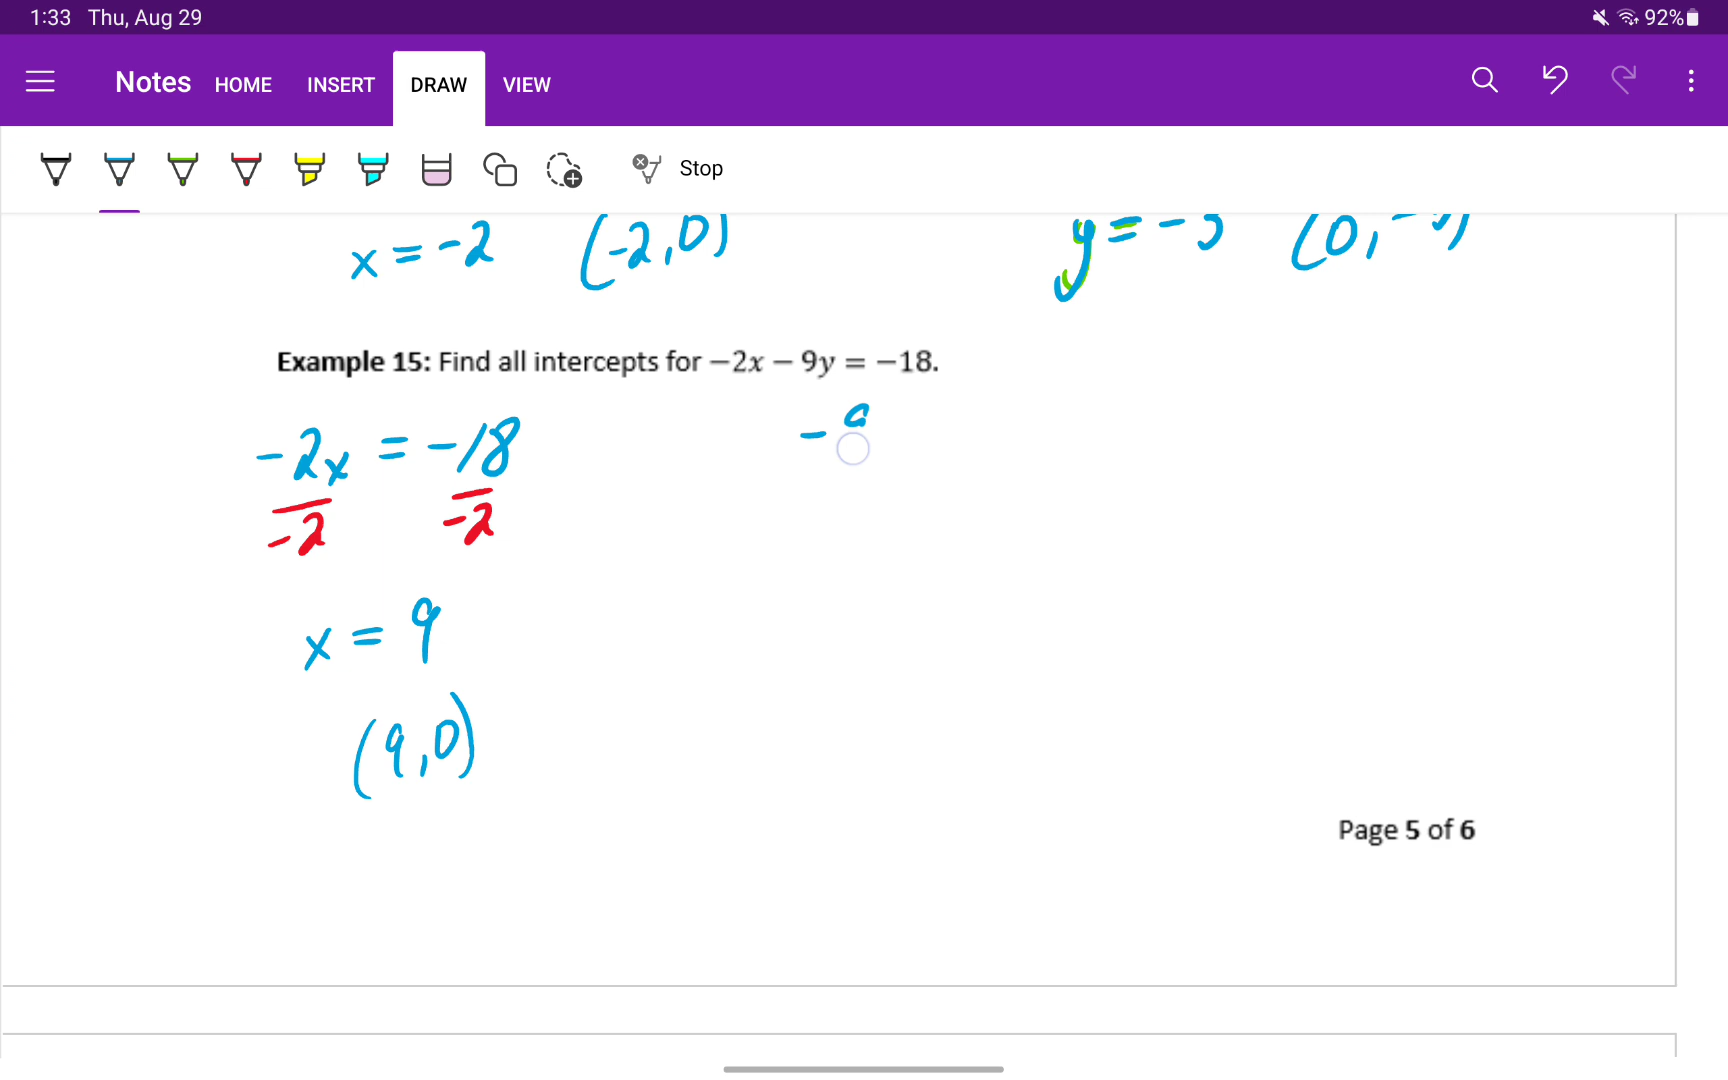 1:33 Thu, Aug 29 92%
Notes HOME INSERT DRAW VIEW
Stop
x = -2 (-2,0)
Example 15: Find all intercepts for −2x − 9y = −18.
-2x = -18
-2 -2
x = 9
(9,0)
Page 5 of 6